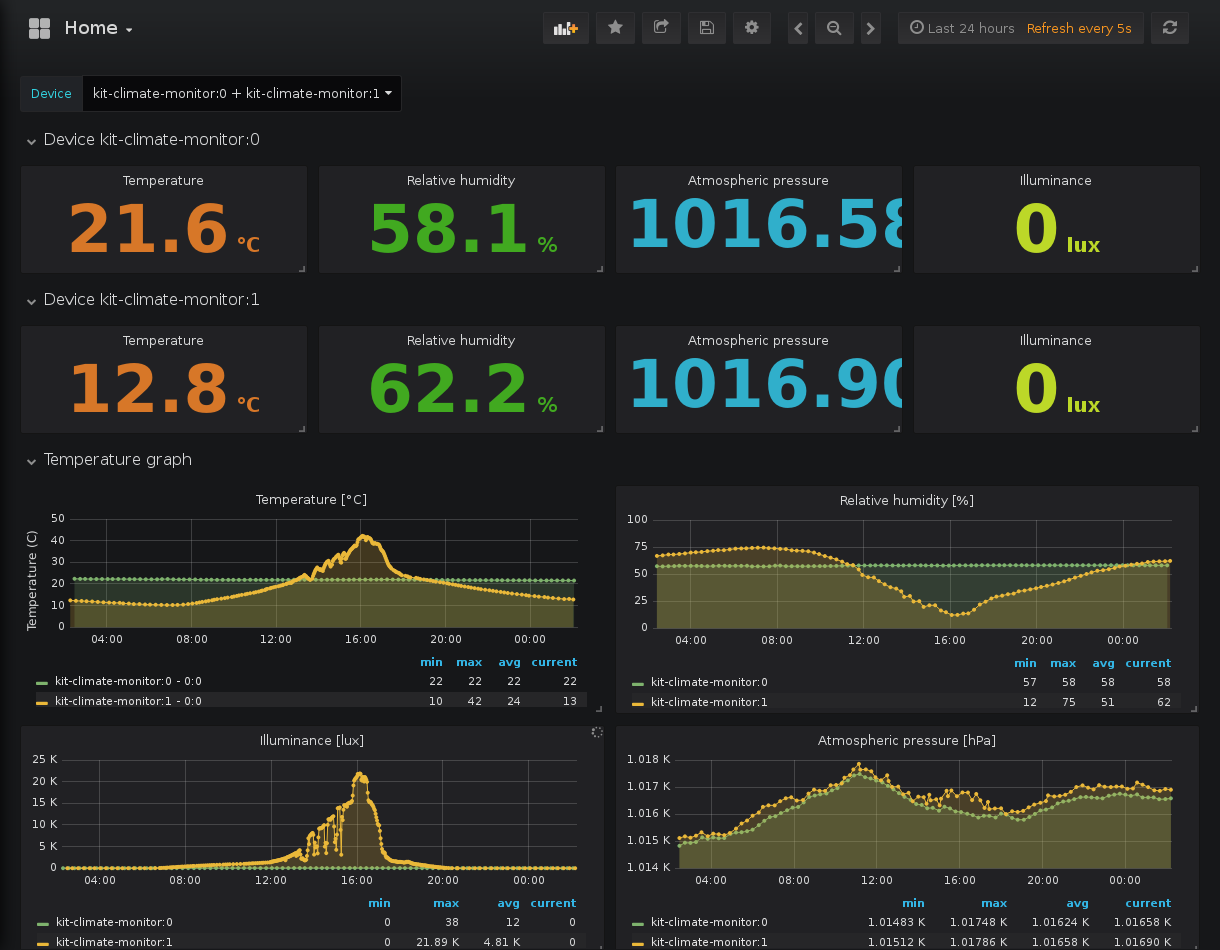 Home
Last 24 hours Refresh every 5s
Device kit-climate-monitor:0 + kit-climate-monitor:1
Device kit-climate-monitor:0
Temperature Relative humidity Atmospheric pressure Illuminance
21.6 °C 58.1 % 1016.58 0 lux
Device kit-climate-monitor:1
Temperature Relative humidity Atmospheric pressure Illuminance
12.8 °C 62.2 % 1016.90 0 lux
Temperature graph
Temperature [°C]
Temperature (C)
50
40
30
20
10
0
04:00 08:00 12:00 16:00 20:00 00:00
min max avg current
kit-climate-monitor:0 - 0:0 22 22 22 22
kit-climate-monitor:1 - 0:0 10 42 24 13
Relative humidity [%]
100
75
50
25
0
04:00 08:00 12:00 16:00 20:00 00:00
min max avg current
kit-climate-monitor:0 57 58 58 58
kit-climate-monitor:1 12 75 51 62
Illuminance [lux]
25 K
20 K
15 K
10 K
5 K
0
04:00 08:00 12:00 16:00 20:00 00:00
min max avg current
kit-climate-monitor:0 0 38 12 0
kit-climate-monitor:1 0 21.89 K 4.81 K 0
Atmospheric pressure [hPa]
1.018 K
1.017 K
1.016 K
1.015 K
1.014 K
04:00 08:00 12:00 16:00 20:00 00:00
min max avg current
kit-climate-monitor:0 1.01483 K 1.01748 K 1.01624 K 1.01658 K
kit-climate-monitor:1 1.01512 K 1.01786 K 1.01658 K 1.01690 K